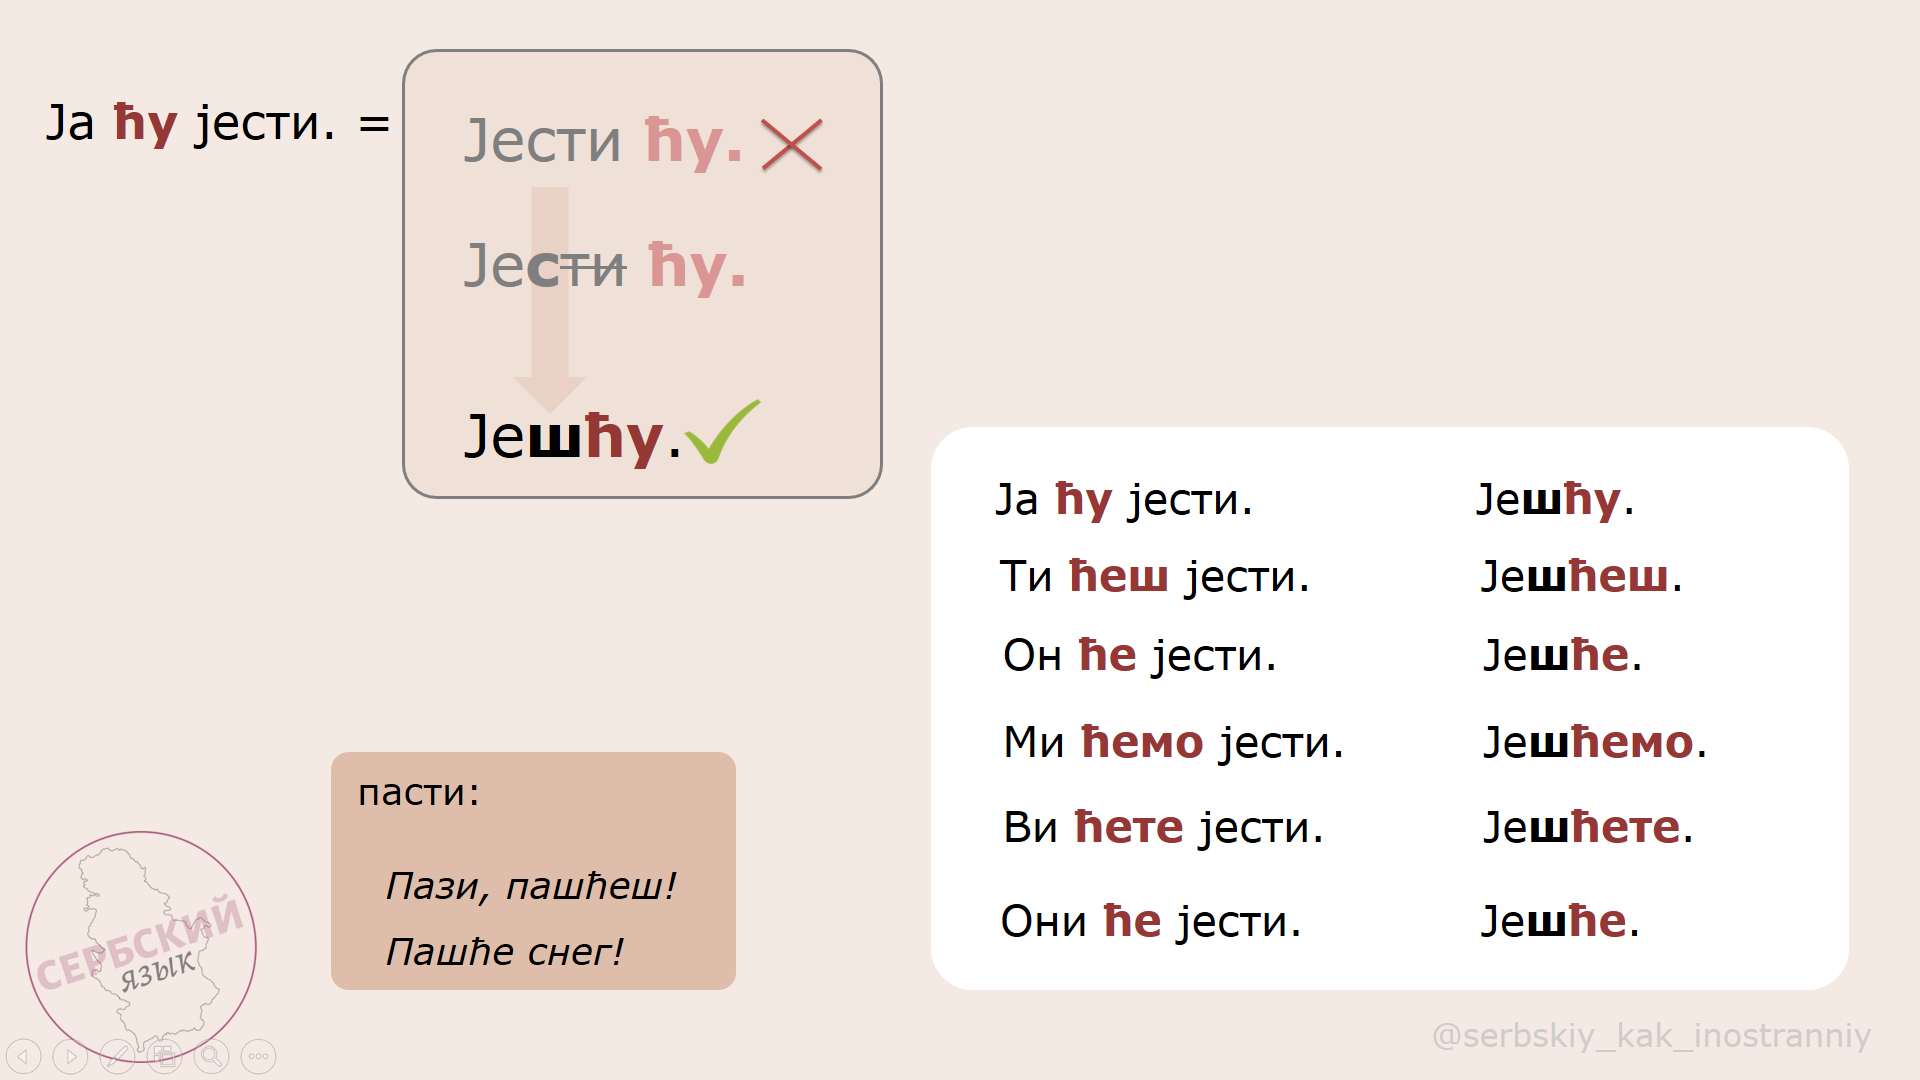 Ја ћу јести. =
Јести ћу.
Јести ћу.
Јешћу.
Ја ћу јести. Јешћу.
Ти ћеш јести. Јешћеш.
Он ће јести. Јешће.
Ми ћемо јести. Јешћемо.
Ви ћете јести. Јешћете.
Они ће јести. Јешће.
пасти:
Пази, пашћеш!
Пашће снег!
СЕРБСКИЙ
язык
@serbskiy_kak_inostranniy